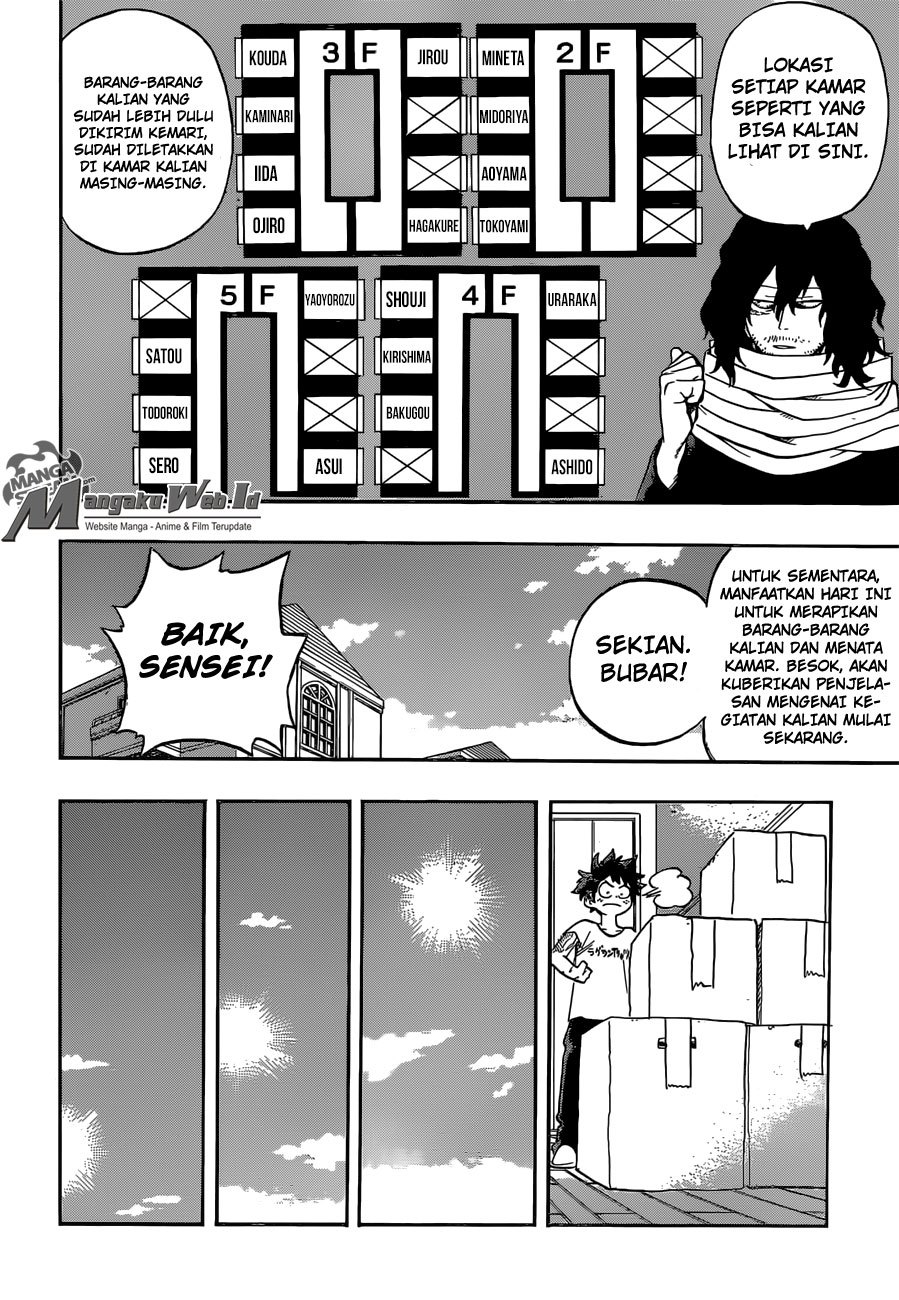 LOKASI
SETIAP KAMAR
SEPERTI YANG
BISA KALIAN
LIHAT DI SINI.
2 F
MINETA
MIDORIYA
AOYAMA
TOKOYAMI
3 F
KOUDA
JIROU
KAMINARI
IIDA
OJIRO
HAGAKURE
BARANG-BARANG
KALIAN YANG
SUDAH LEBIH DULU
DIKIRIM KEMARI,
SUDAH DILETAKKAN
DI KAMAR KALIAN
MASING-MASING.
4 F
SHOUJI
URARAKA
KIRISHIMA
BAKUGOU
ASHIDO
5 F
YAOYOROZU
SATOU
TODOROKI
SERO
ASUI
MANGA
Mangaku.Web.Id
Website Manga - Anime & Film Terupdate
UNTUK SEMENTARA,
MANFAATKAN HARI INI
UNTUK MERAPIKAN
BARANG-BARANG
KALIAN DAN MENATA
KAMAR. BESOK, AKAN
KUBERIKAN PENJELA-
SAN MENGENAI KE-
GIATAN KALIAN MULAI
SEKARANG.
SEKIAN.
BUBAR!
BAIK,
SENSEI!